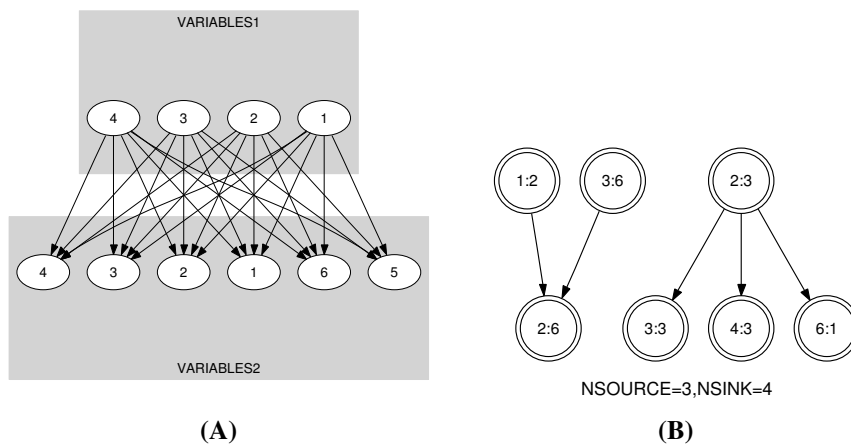 VARIABLES1
4 3 2 1
4 3 2 1 6 5
VARIABLES2
(A)
1:2 3:6 2:3
2:6 3:3 4:3 6:1
NSOURCE=3,NSINK=4
(B)